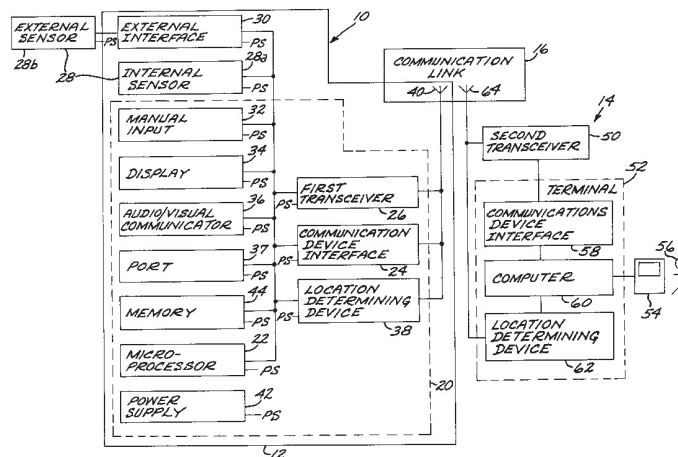 EXTERNAL SENSOR
28b
28
PS
EXTERNAL INTERFACE
30
PS
INTERNAL SENSOR
28a
PS
10
COMMUNICATION LINK
16
40
64
14
MANUAL INPUT
32
PS
DISPLAY
34
PS
AUDIO/VISUAL COMMUNICATOR
36
PS
PORT
37
PS
MEMORY
44
PS
MICRO-PROCESSOR
22
PS
POWER SUPPLY
42
PS
FIRST TRANSCEIVER
PS
26
COMMUNICATION DEVICE INTERFACE
PS
24
LOCATION DETERMINING DEVICE
PS
38
20
12
SECOND TRANSCEIVER
50
TERMINAL
52
COMMUNICATIONS DEVICE INTERFACE
58
COMPUTER
60
LOCATION DETERMINING DEVICE
62
54
56